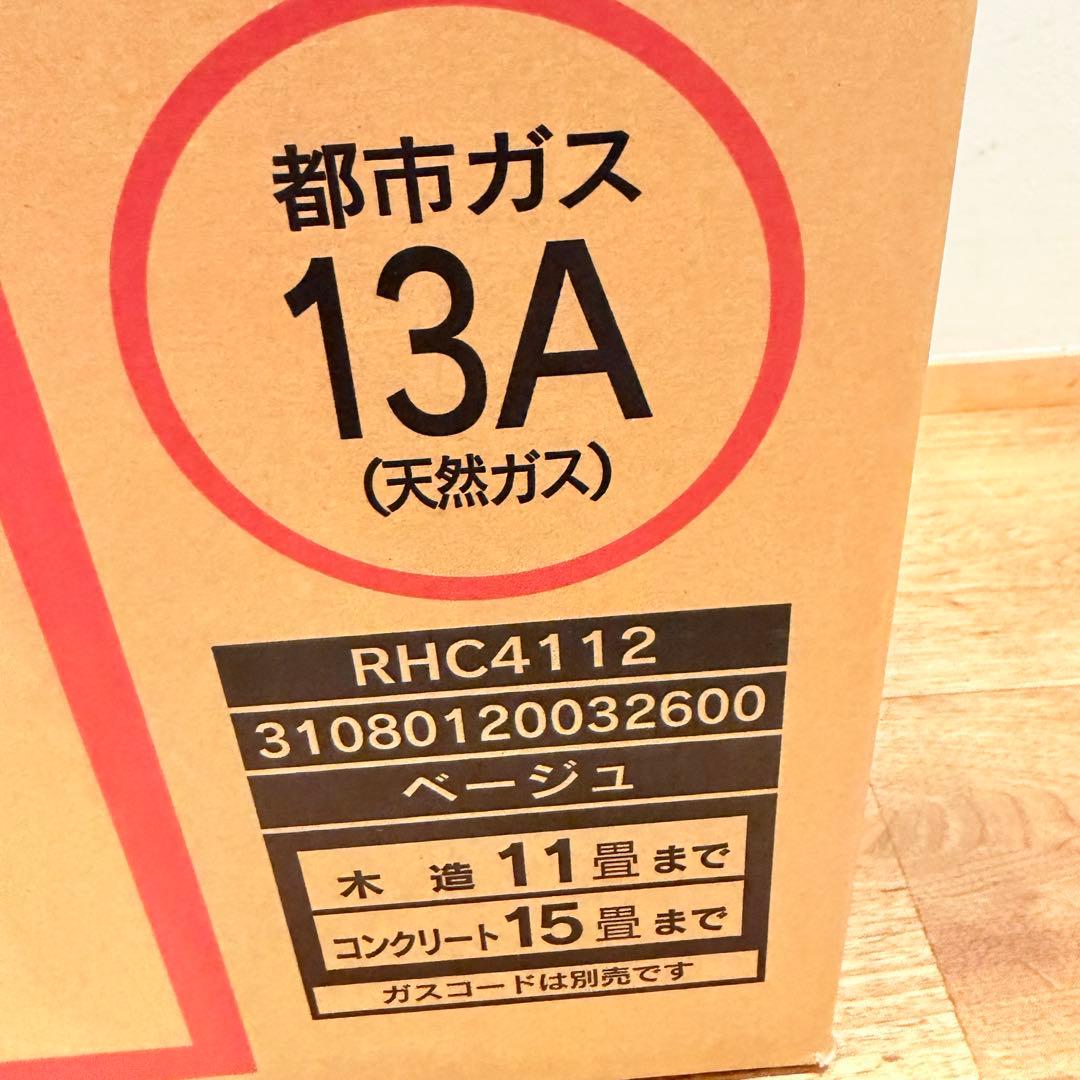 都市ガス
13A
(天然ガス)
RHC4112
31080120032600
ベージュ
木 造 11畳まで
コンクリート15畳まで
ガスコードは別売です